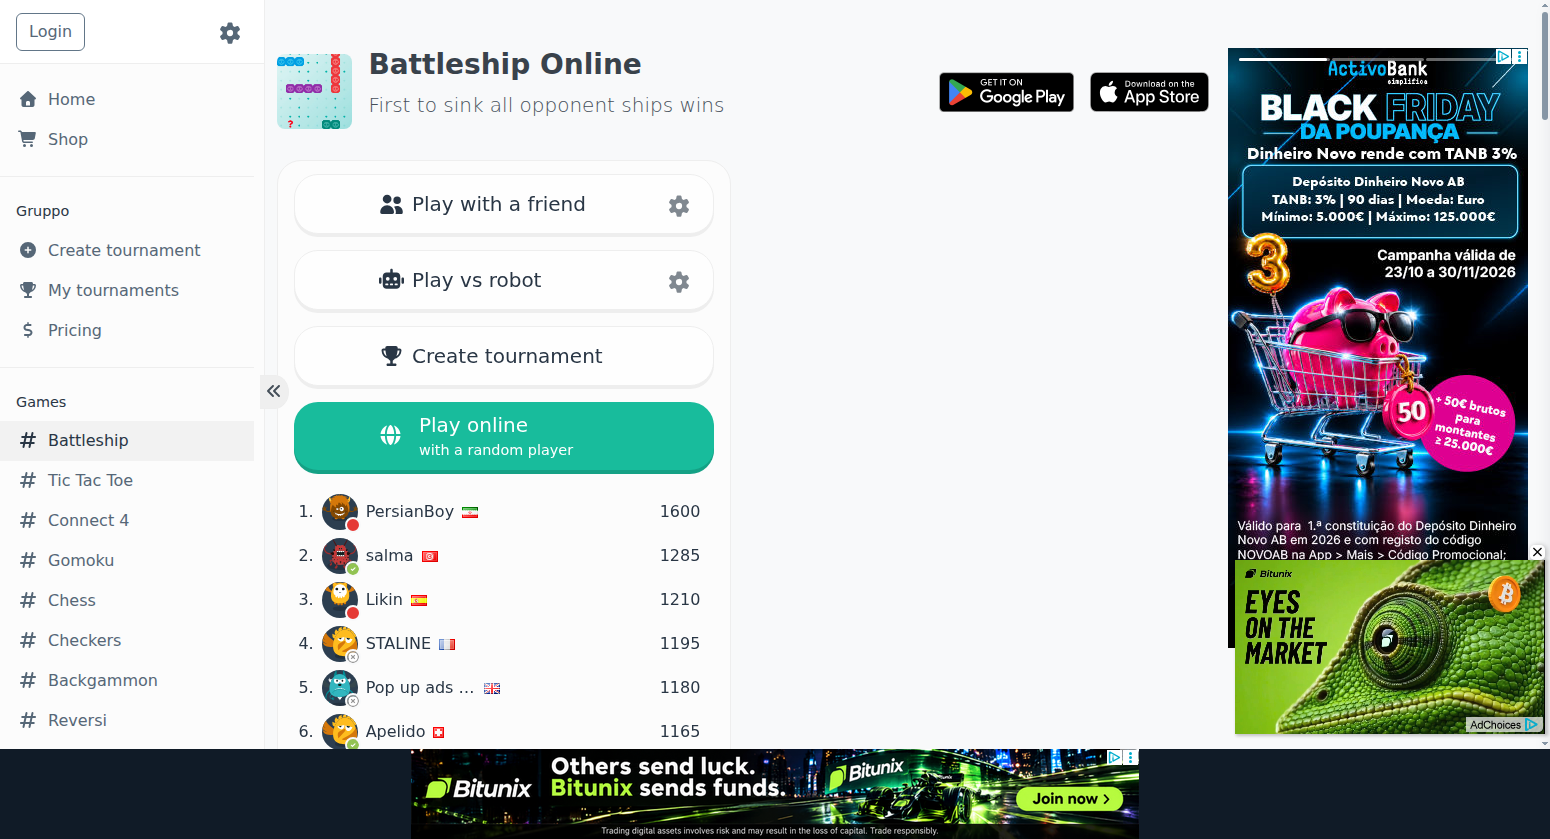 Login
Home
Shop
Gruppo
Create tournament
My tournaments
Pricing
Games
Battleship
Tic Tac Toe
Connect 4
Gomoku
Chess
Checkers
Backgammon
Reversi
Battleship Online
First to sink all opponent ships wins
GET IT ON
Google Play
Download on the
App Store
Play with a friend
Play vs robot
Create tournament
Play online
with a random player
1. PersianBoy 1600
2. salma 1285
3. Likin 1210
4. STALINE 1195
5. Pop up ads ... 1180
6. Apelido 1165
ActivoBank
simplifica
BLACK FRIDAY
DA POUPANÇA
Dinheiro Novo rende com TANB 3%
Depósito Dinheiro Novo AB
TANB: 3% | 90 dias | Moeda: Euro
Mínimo: 5.000€ | Máximo: 125.000€
3
Campanha válida de
23/10 a 30/11/2026
50
+ 50€ brutos
para
montantes
≥ 25.000€
Válido para 1.ª constituição do Depósito Dinheiro
Novo AB em 2026 e com registo do código
NOVOAB na App > Mais > Código Promocional;
Bitunix
EYES
ON THE
MARKET
AdChoices
Bitunix
Others send luck.
Bitunix sends funds.
Bitunix
Join now >
Trading digital assets involves risk and may result in the loss of capital. Trade responsibly.